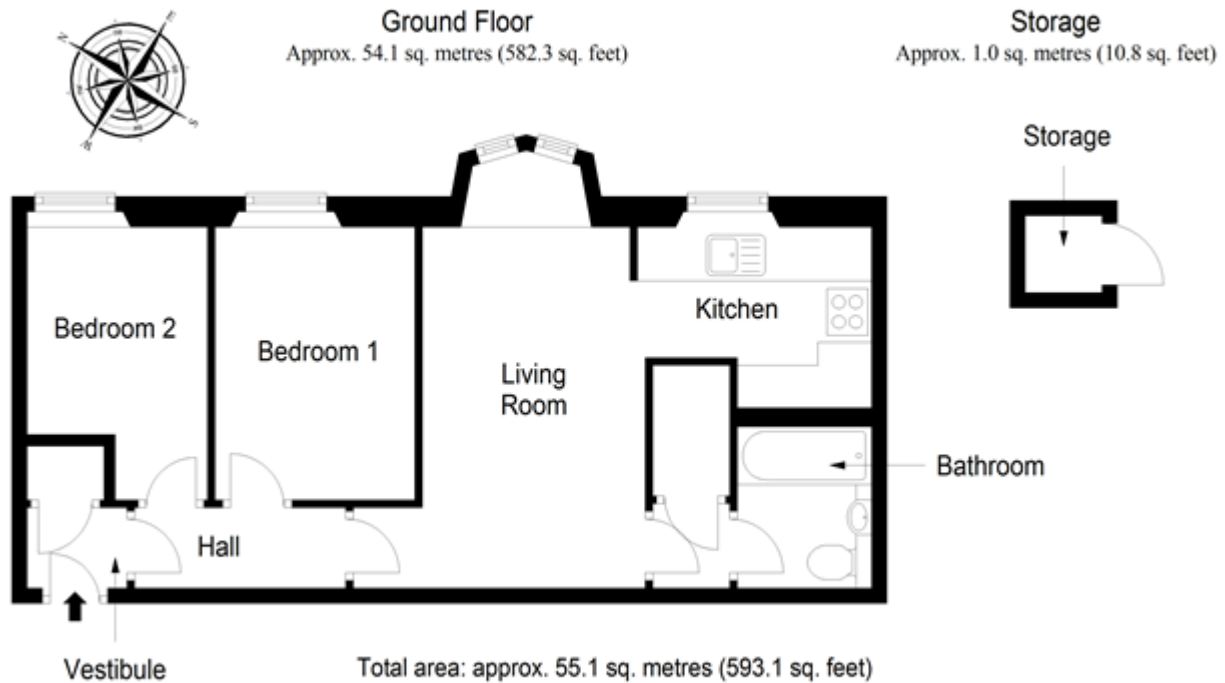 Ground Floor
Approx. 54.1 sq. metres (582.3 sq. feet)
Storage
Approx. 1.0 sq. metres (10.8 sq. feet)
N
E
S
W
Storage
Bedroom 2
Bedroom 1
Living
Room
Kitchen
Bathroom
Hall
Vestibule
Total area: approx. 55.1 sq. metres (593.1 sq. feet)